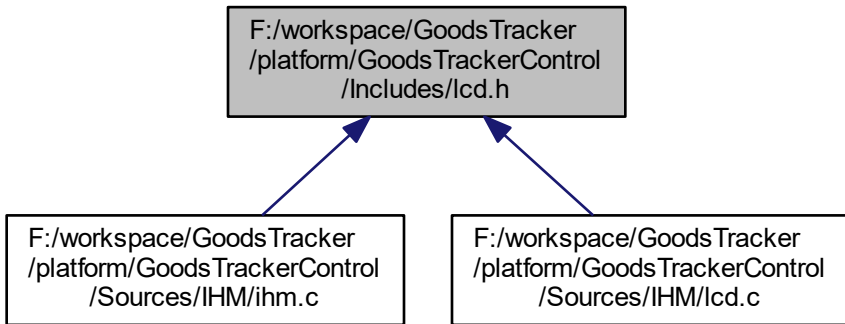 F:/workspace/GoodsTracker
/platform/GoodsTrackerControl
/Includes/lcd.h
F:/workspace/GoodsTracker
/platform/GoodsTrackerControl
/Sources/IHM/ihm.c
F:/workspace/GoodsTracker
/platform/GoodsTrackerControl
/Sources/IHM/lcd.c